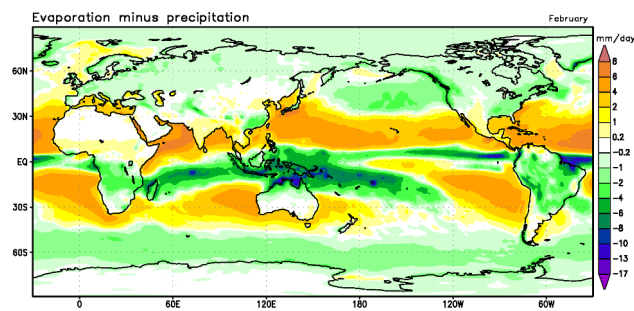 Evaporation minus precipitation
February
mm/day
60N
30N
EQ
30S
60S
0
60E
120E
180
120W
60W
8
6
4
2
1
0.2
−0.2
−1
−2
−4
−6
−8
−10
−13
−17